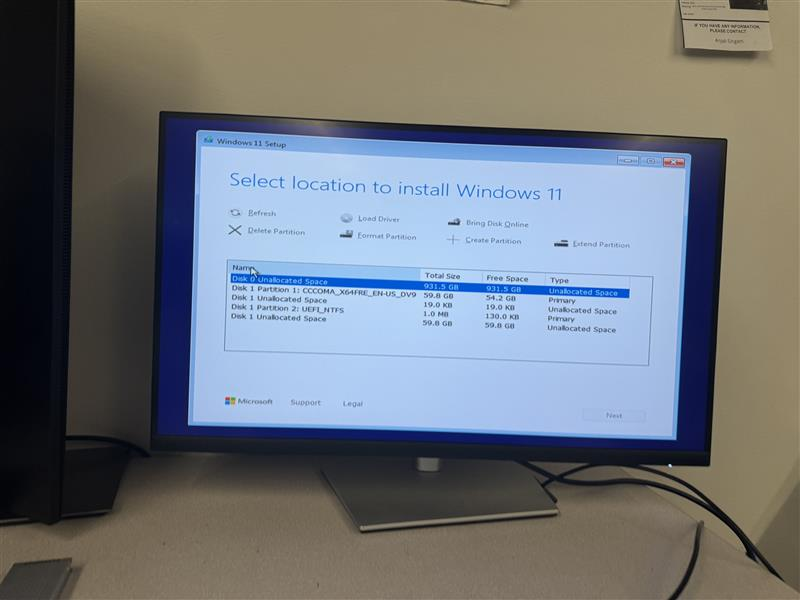 IF YOU HAVE ANY INFORMATION,
PLEASE CONTACT
Windows 11 Setup
Select location to install Windows 11
Refresh
Load Driver
Bring Disk Online
Delete Partition
Format Partition
Create Partition
Extend Partition
Name Total Size Free Space Type
Disk 0 Unallocated Space 931.5 GB 931.5 GB Unallocated Space
Disk 1 Partition 1: CCCOMA_X64FRE_EN-US_DV9 59.8 GB 54.2 GB Primary
Disk 1 Unallocated Space 19.0 KB 19.0 KB Unallocated Space
Disk 1 Partition 2: UEFI_NTFS 1.0 MB 130.0 KB Primary
Disk 1 Unallocated Space 59.8 GB 59.8 GB Unallocated Space
Microsoft Support Legal
Next